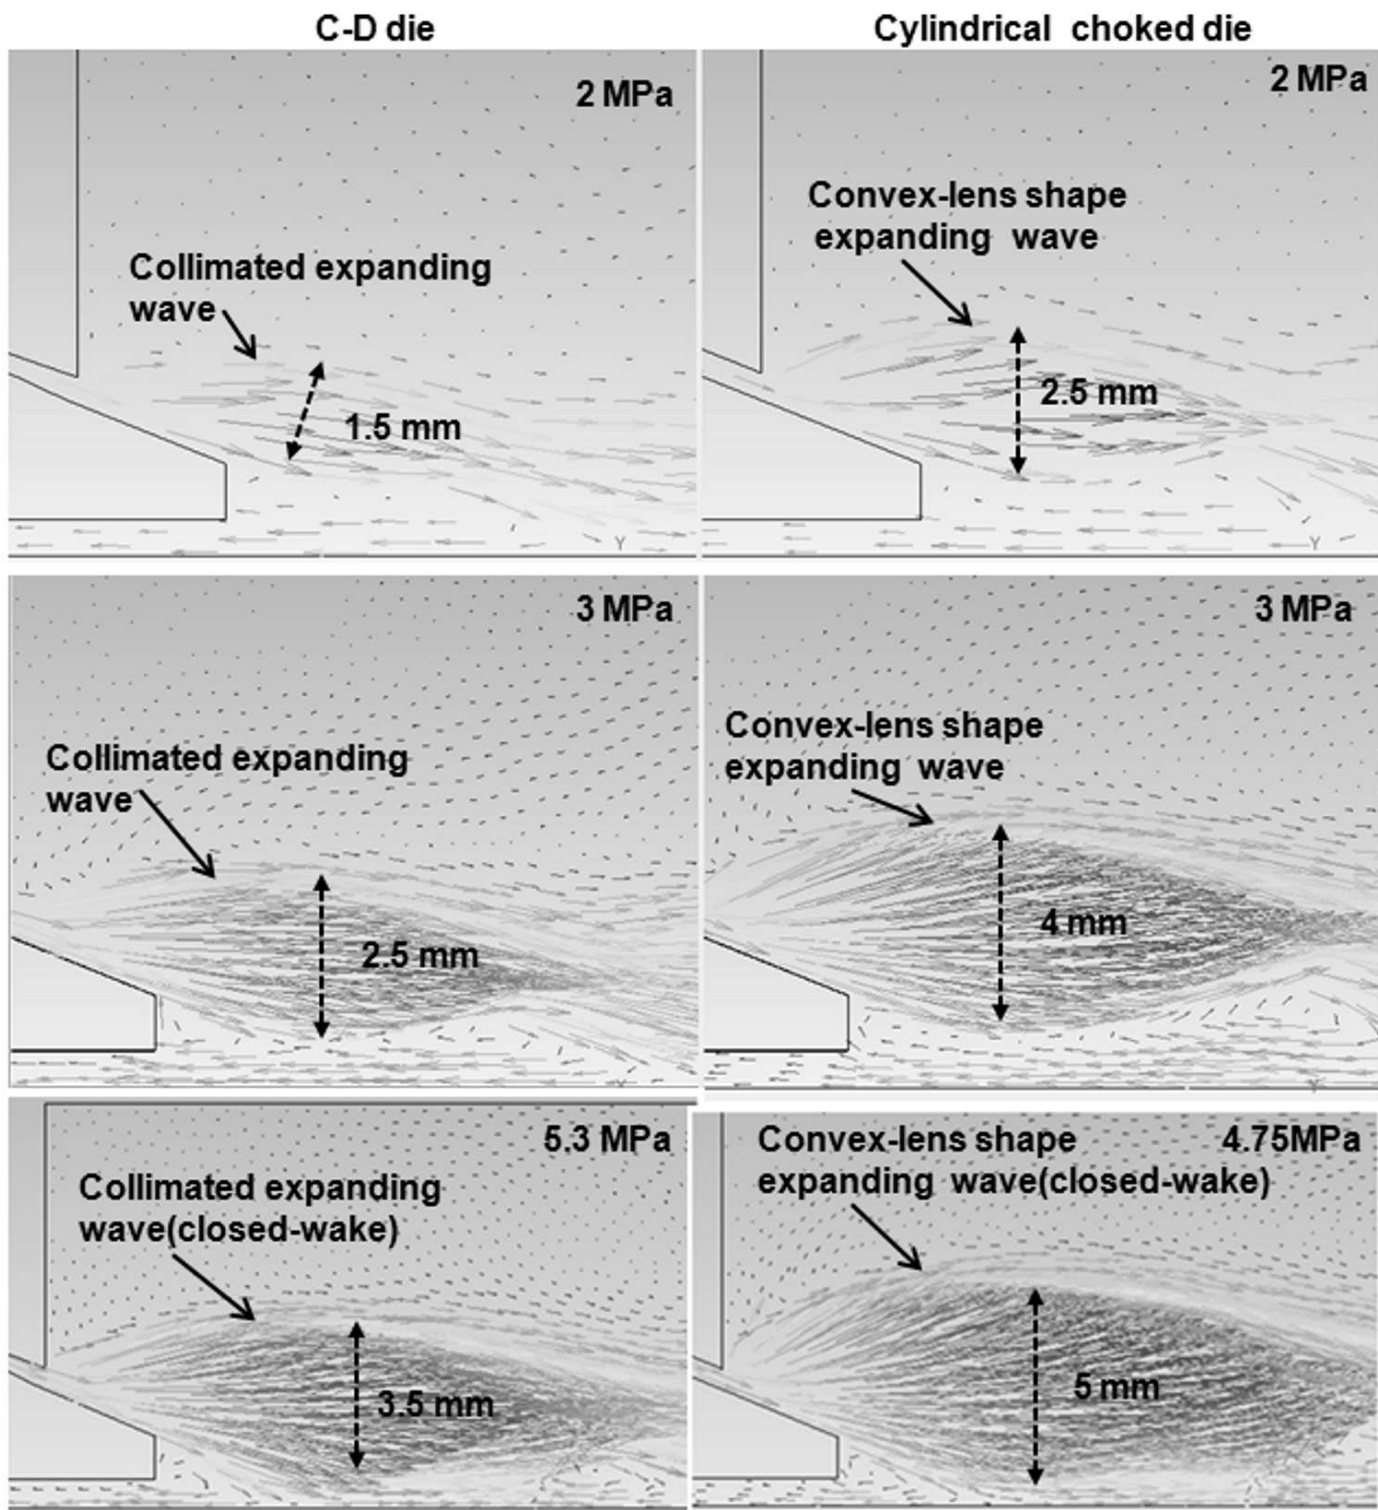 C-D die
Cylindrical choked die
2 MPa
Collimated expanding
wave
1.5 mm
Y
2 MPa
Convex-lens shape
expanding wave
2.5 mm
Y
3 MPa
Collimated expanding
wave
2.5 mm
3 MPa
Convex-lens shape
expanding wave
4 mm
Y
5.3 MPa
Collimated expanding
wave(closed-wake)
3.5 mm
Convex-lens shape
4.75MPa
expanding wave(closed-wake)
5 mm